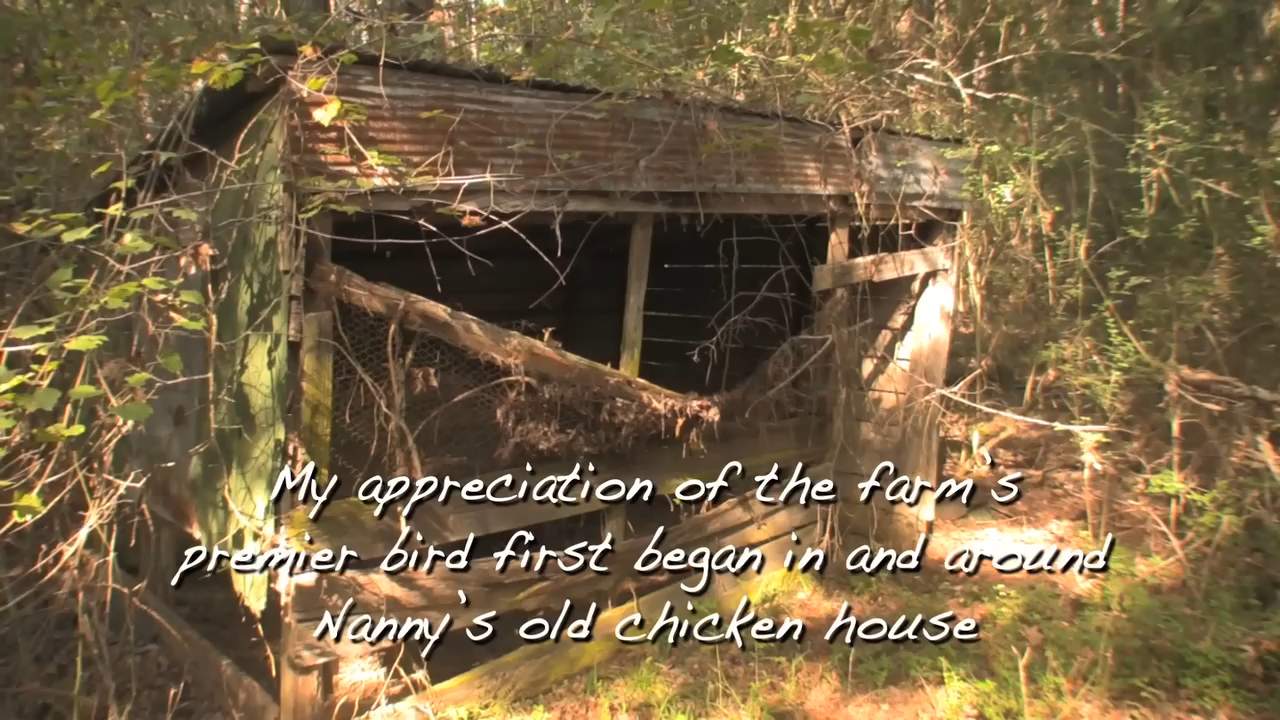 My appreciation of the farm's
premier bird first began in and around
Nanny's old chicken house